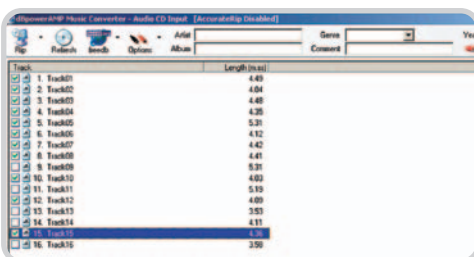 dBpowerAMP Music Converter - Audio CD Input [AccurateRip Disabled]
Rip Refresh freedb Options Artist Album Genre Comment Yea
Track Length (m.ss)
1. Track01 4.49
2. Track02 4.04
3. Track03 4.48
4. Track04 4.35
5. Track05 5.31
6. Track06 4.12
7. Track07 4.42
8. Track08 4.41
9. Track09 5.31
10. Track10 4.03
11. Track11 5.19
12. Track12 4.09
13. Track13 3.53
14. Track14 4.11
15. Track15 4.36
16. Track16 3.50